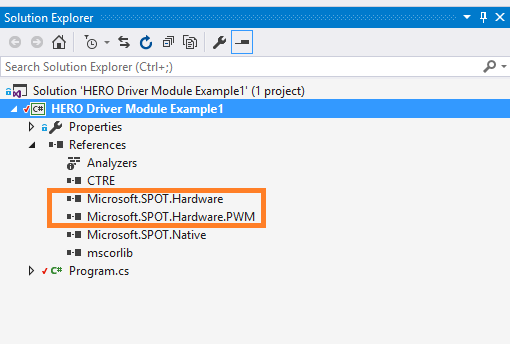 Solution Explorer
Search Solution Explorer (Ctrl+;)
Solution 'HERO Driver Module Example1' (1 project)
C# HERO Driver Module Example1
Properties
References
Analyzers
CTRE
Microsoft.SPOT.Hardware
Microsoft.SPOT.Hardware.PWM
Microsoft.SPOT.Native
mscorlib
C# Program.cs